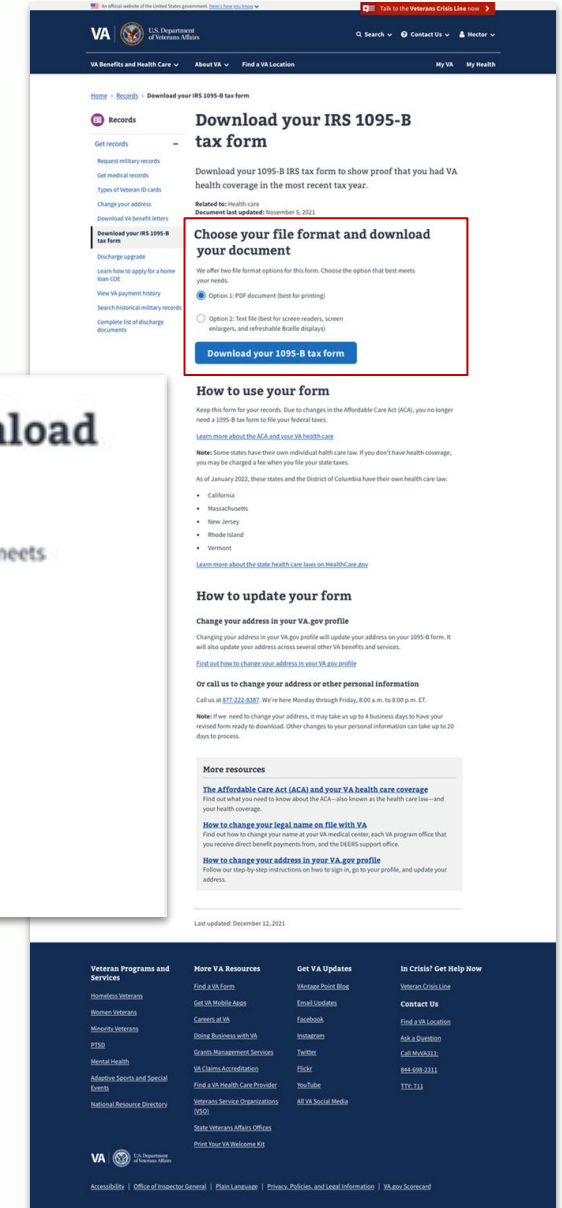 An official website of the United States government. Here's how you know
Talk to the Veterans Crisis Line now
VA
U.S. Department
of Veterans Affairs
Search
Contact Us
Hector
VA Benefits and Health Care
About VA
Find a VA Location
My VA
My Health
Home › Records › Download your IRS 1095-B tax form
Records
Get records
Request military records
Get medical records
Types of Veteran ID cards
Change your address
Download VA benefit letters
Download your IRS 1095-B
tax form
Discharge upgrade
Learn how to apply for a home
loan COE
View VA payment history
Search historical military records
Complete list of discharge
documents
Download your IRS 1095-B
tax form
Download your 1095-B IRS tax form to show proof that you had VA
health coverage in the most recent tax year.
Related to: Health care
Document last updated: November 5, 2021
Choose your file format and download
your document
We offer two file format options for this form. Choose the option that best meets
your needs.
Option 1: PDF document (best for printing)
Option 2: Text file (best for screen readers, screen
enlargers, and refreshable Braille displays)
Download your 1095-B tax form
nload
neets
How to use your form
Keep this form for your records. Due to changes in the Affordable Care Act (ACA), you no longer
need a 1095-B tax form to file your federal taxes.
Learn more about the ACA and your VA health care
Note: Some states have their own individual halth care law. If you don't have health coverage,
you may be charged a fee when you file your state taxes.
As of January 2022, these states and the District of Columbia have their own health care law:
• California
• Massachusetts
• New Jersey
• Rhode Island
• Vermont
Learn more about the state health care laws on HealthCare.gov
How to update your form
Change your address in your VA.gov profile
Changing your address in your VA.gov profile will update your address on your 1095-B form. It
will also update your address across several other VA benefits and services.
Find out how to change your address in your VA.gov profile
Or call us to change your address or other personal information
Call us at 877-222-8387. We're here Monday through Friday, 8:00 a.m. to 8:00 p.m. ET.
Note: If we need to change your address, it may take us up to 4 business days to have your
revised form ready to download. Other changes to your personal information can take up to 20
days to process.
More resources
The Affordable Care Act (ACA) and your VA health care coverage
Find out what you need to know about the ACA—also known as the health care law—and
your health coverage.
How to change your legal name on file with VA
Find out how to change your name at your VA medical center, each VA program office that
you receive direct benefit payments from, and the DEERS support office.
How to change your address in your VA.gov profile
Follow our step-by-step instructions on hwo to sign in, go to your profile, and update your
address.
Last updated: December 12, 2021
Veteran Programs and
Services
Homeless Veterans
Women Veterans
Minority Veterans
PTSD
Mental Health
Adaptive Sports and Special
Events
National Resource Directory
More VA Resources
Find a VA Form
Get VA Mobile Apps
Careers at VA
Doing Business with VA
Grants Management Services
VA Claims Accreditation
Find a VA Health Care Provider
Veterans Service Organizations
(VSO)
State Veterans Affairs Offices
Print Your VA Welcome Kit
Get VA Updates
VAntage Point Blog
Email Updates
Facebook
Instagram
Twitter
Flickr
YouTube
All VA Social Media
In Crisis? Get Help Now
Veteran Crisis Line
Contact Us
Find a VA Location
Ask a Question
Call MyVA311:
844-698-2311
TTY: 711
VA
U.S. Department
of Veterans Affairs
Accessibility | Office of Inspector General | Plain Language | Privacy, Policies, and Legal Information | VA.gov Scorecard